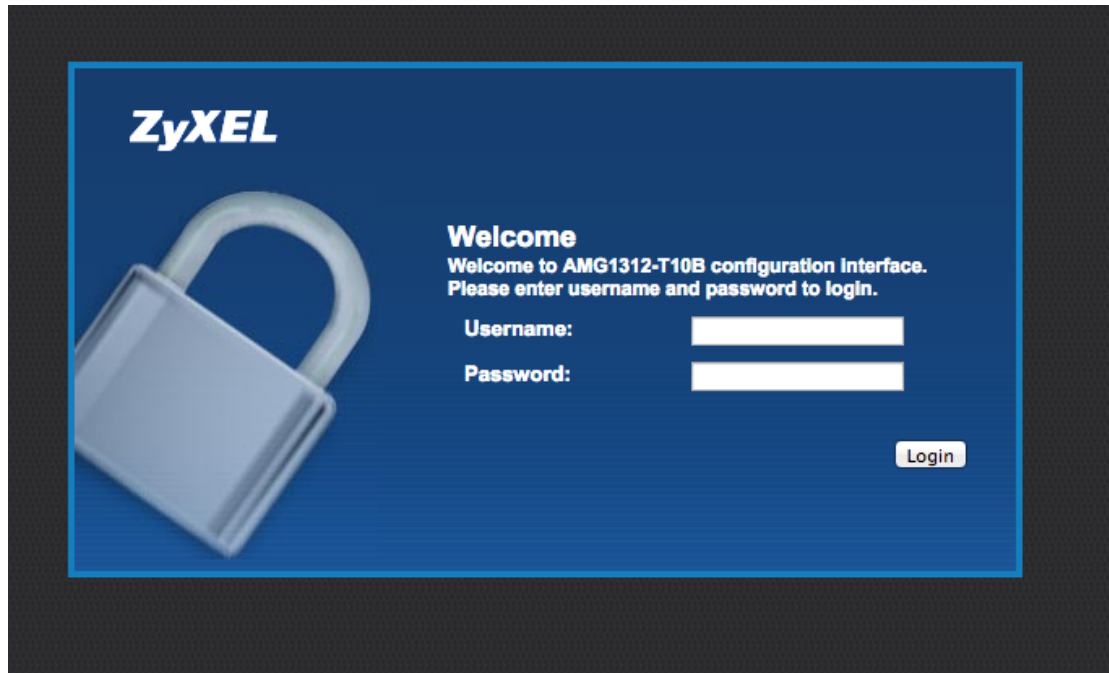 ZyXEL
Welcome
Welcome to AMG1312-T10B configuration interface.
Please enter username and password to login.
Username:
Password:
Login